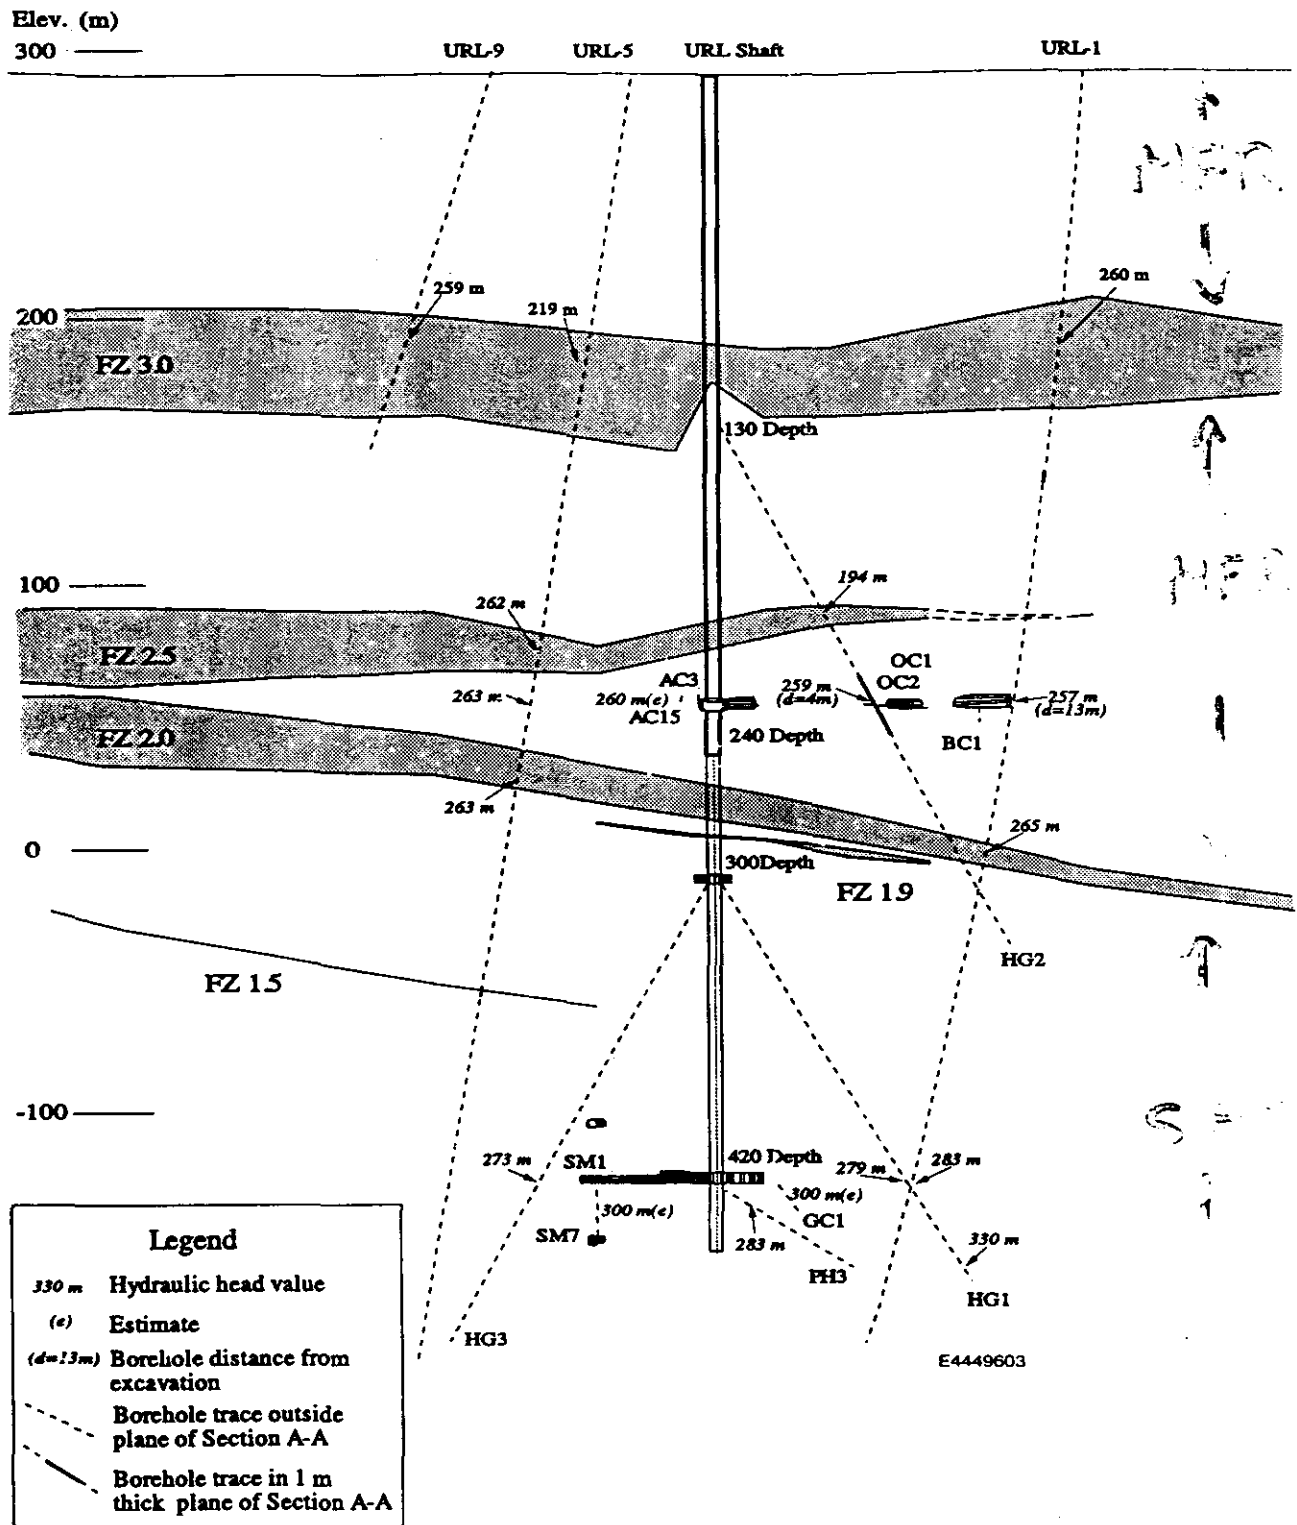 Elev. (m)
300
URL-9
URL-5
URL Shaft
URL-1
MFR
259 m
219 m
260 m
200
FZ 3.0
130 Depth
100
194 m
262 m
FZ 2.5
OC1
AC3
259 m
OC2
263 m
260 m(e)
(d=4m)
257 m
AC15
(d=13m)
FZ 2.0
240 Depth
BC1
263 m
265 m
0
300Depth
FZ 1.9
HG2
FZ 1.5
-100
420 Depth
273 m
SM1
279 m
283 m
300 m(e)
300 m(e)
GC1
SM7
283 m
330 m
PH3
HG1
HG3
E4449603
Legend
330 m Hydraulic head value
(e) Estimate
(d=13m) Borehole distance from
excavation
Borehole trace outside
plane of Section A-A
Borehole trace in 1 m
thick plane of Section A-A